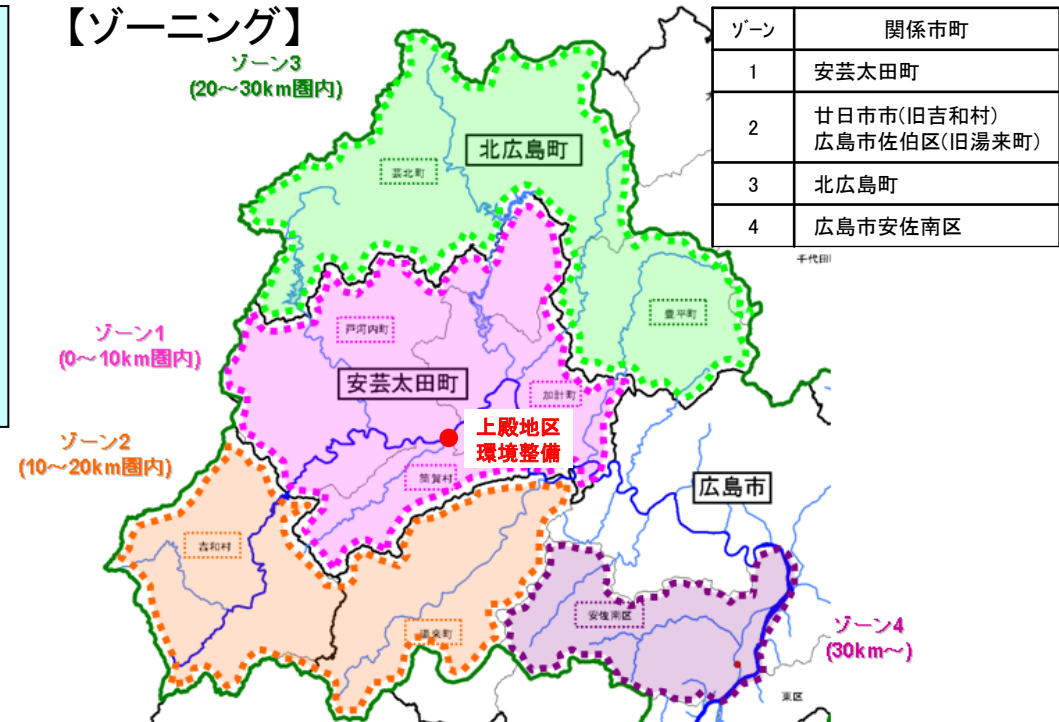 【ゾーニング】
ゾーン3
(20～30km圏内)
ゾーン 関係市町
1 安芸太田町
2 廿日市市(旧吉和村)
広島市佐伯区(旧湯来町)
3 北広島町
4 広島市安佐南区
北広島町
芸北町
千代田
豊平町
ゾーン1
(0～10km圏内)
戸河内町
安芸太田町
加計町
上殿地区
環境整備
ゾーン2
(10～20km圏内)
筒賀村
広島市
吉和村
湯来町
安佐南区
ゾーン4
(30km～)
東区